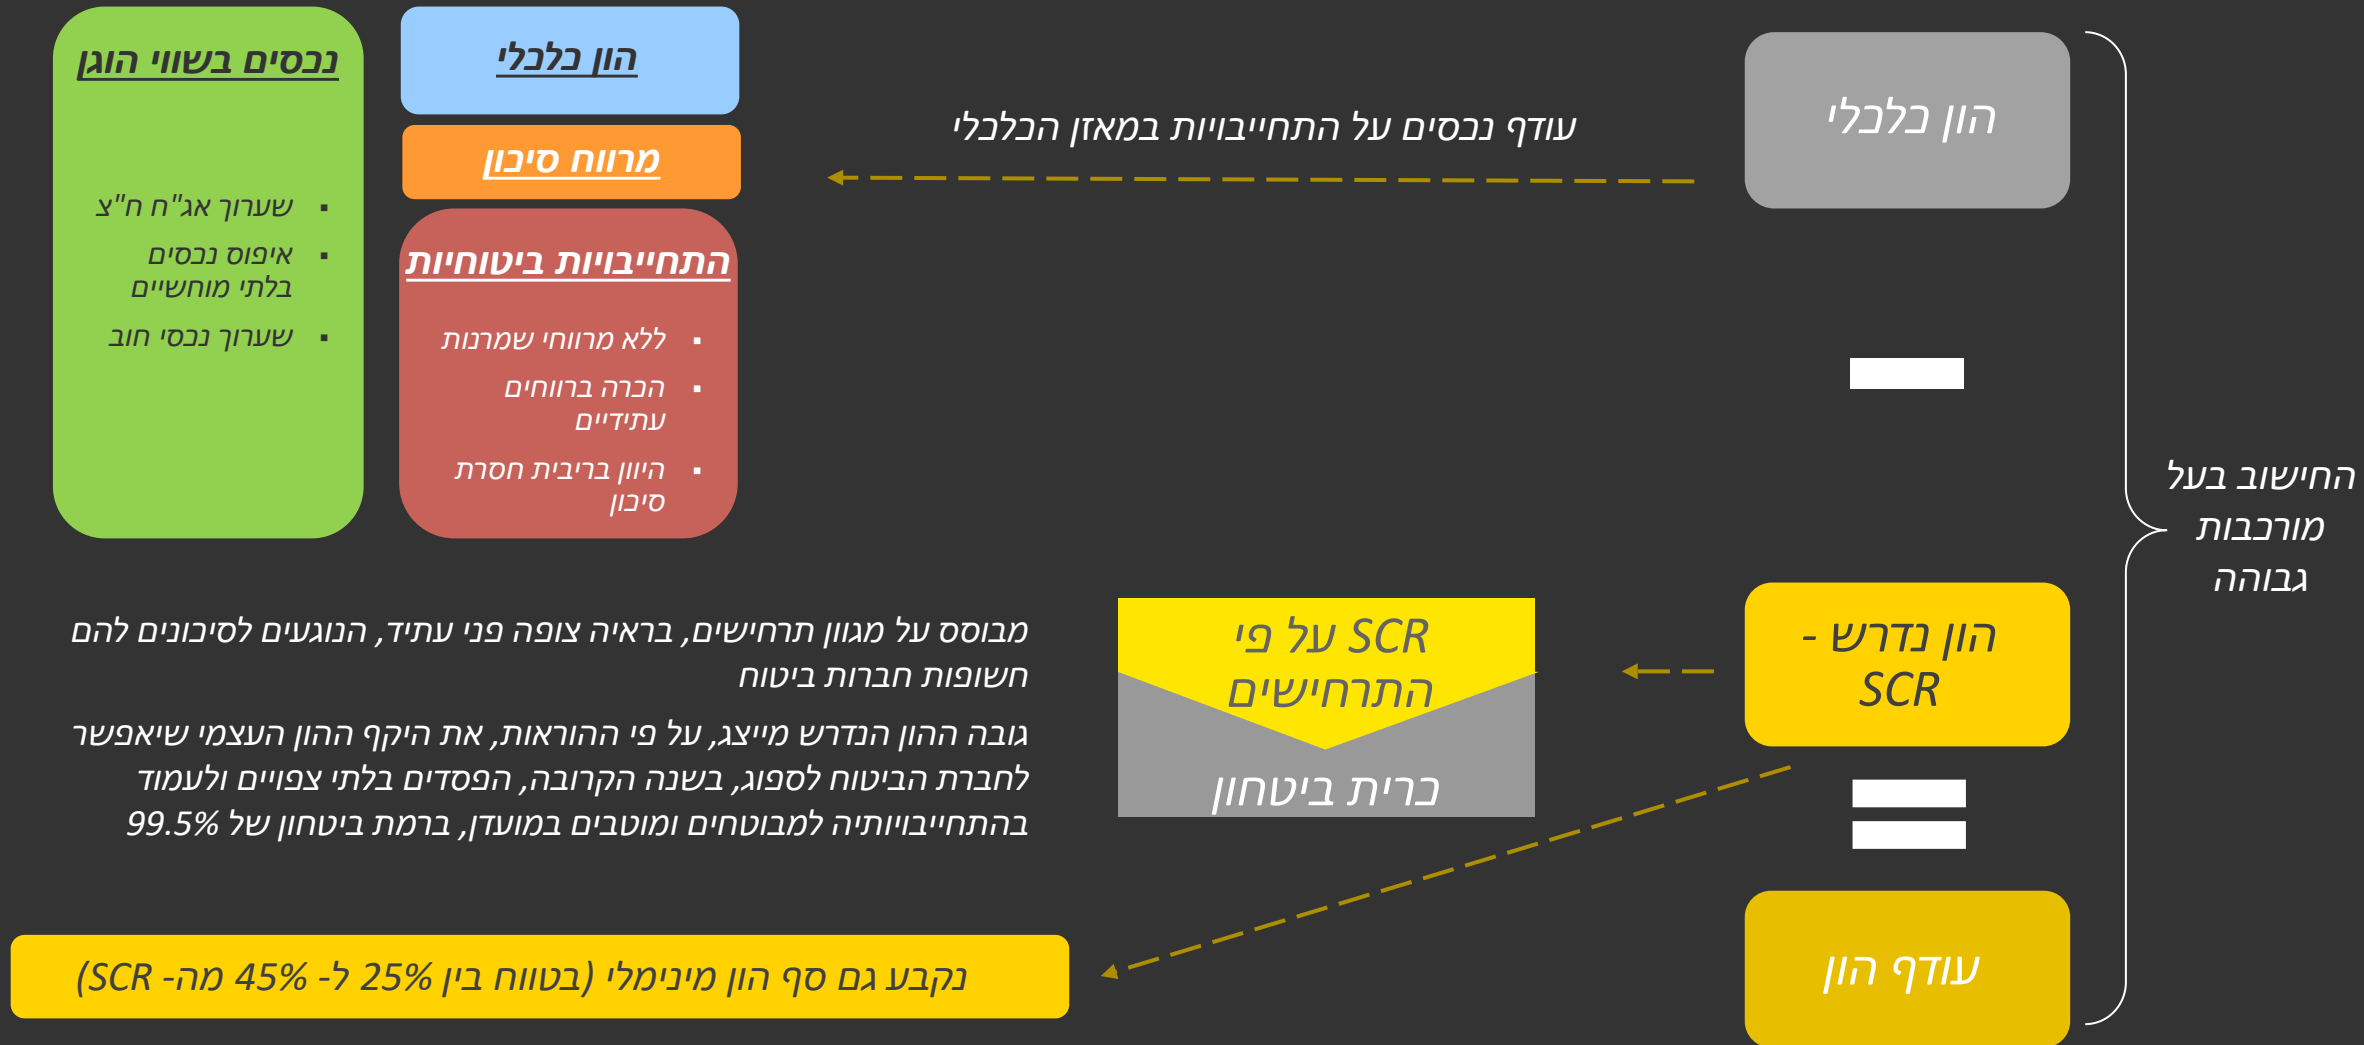 הון כלכלי
עודף נכסים על התחייבויות במאזן הכלכלי
הון כלכלי
מרווח סיכון
התחייבויות ביטוחיות
▪ ללא מרווחי שמרנות
▪ הכרה ברווחים
עתידיים
▪ היוון בריבית חסרת
סיכון
נכסים בשווי הוגן
▪ שערוך אג"ח ח"צ
▪ איפוס נכסים
בלתי מוחשיים
▪ שערוך נכסי חוב
החישוב בעל
מורכבות
גבוהה
הון נדרש -
SCR
SCR על פי
התרחישים
כרית ביטחון
מבוסס על מגוון תרחישים, בראיה צופה פני עתיד, הנוגעים לסיכונים להם
חשופות חברות ביטוח
גובה ההון הנדרש מייצג, על פי ההוראות, את היקף ההון העצמי שיאפשר
לחברת הביטוח לספוג, בשנה הקרובה, הפסדים בלתי צפויים ולעמוד
בהתחייבויותיה למבוטחים ומוטבים במועדן, ברמת ביטחון של 99.5%
עודף הון
נקבע גם סף הון מינימלי (בטווח בין 25% ל- 45% מה- SCR)